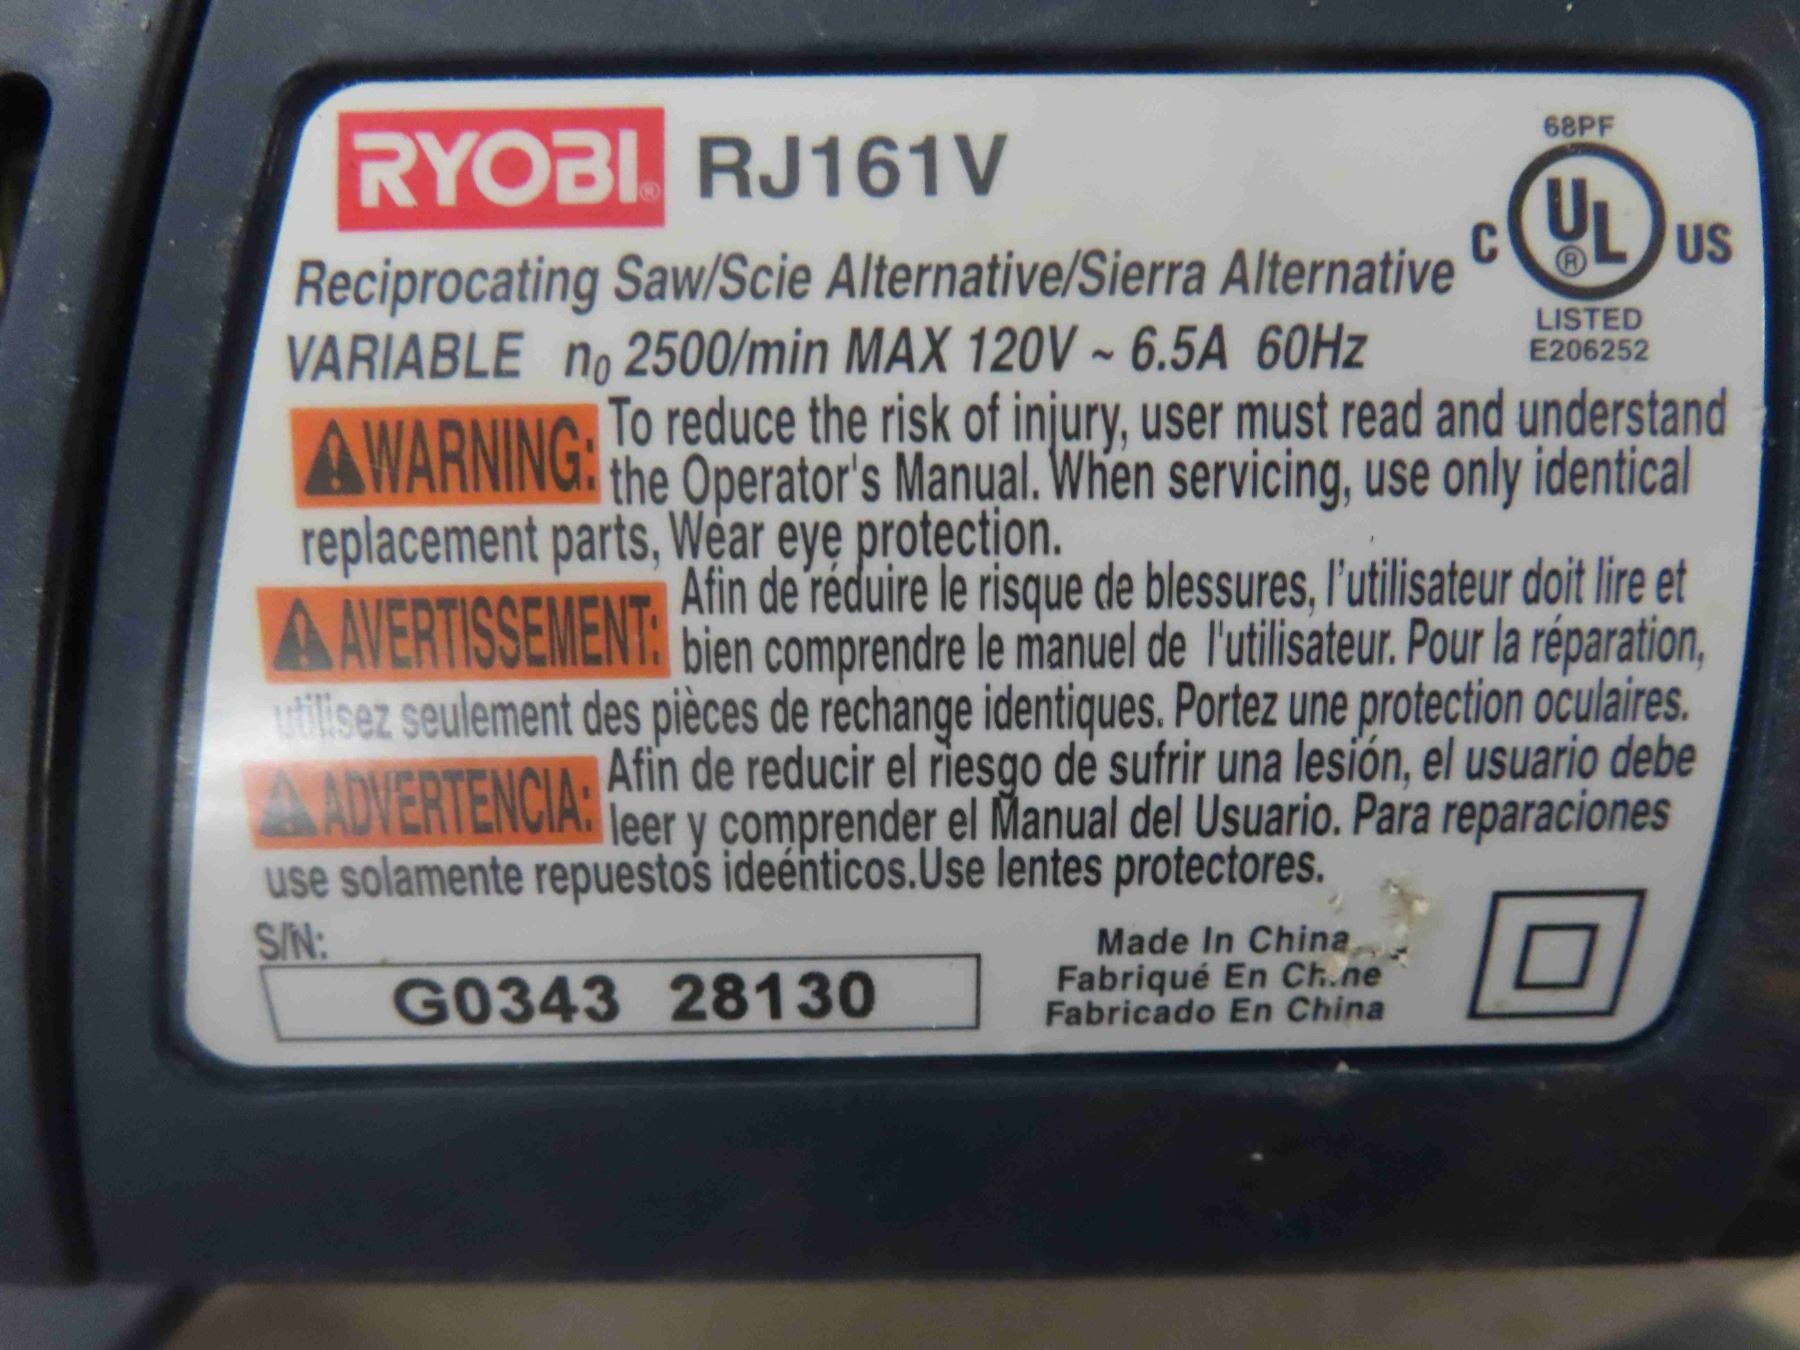 RYOBI® RJ161V
68PF
C UL® US
LISTED
E206252
Reciprocating Saw/Scie Alternative/Sierra Alternative
VARIABLE n₀ 2500/min MAX 120V ~ 6.5A 60Hz
WARNING: To reduce the risk of injury, user must read and understand
the Operator's Manual. When servicing, use only identical
replacement parts, Wear eye protection.
AVERTISSEMENT: Afin de réduire le risque de blessures, l'utilisateur doit lire et
bien comprendre le manuel de l'utilisateur. Pour la réparation,
utilisez seulement des pièces de rechange identiques. Portez une protection oculaires.
ADVERTENCIA: Afin de reducir el riesgo de sufrir una lesión, el usuario debe
leer y comprender el Manual del Usuario. Para reparaciones
use solamente repuestos ideénticos.Use lentes protectores.
S/N:
G0343 28130
Made In China
Fabriqué En Chine
Fabricado En China